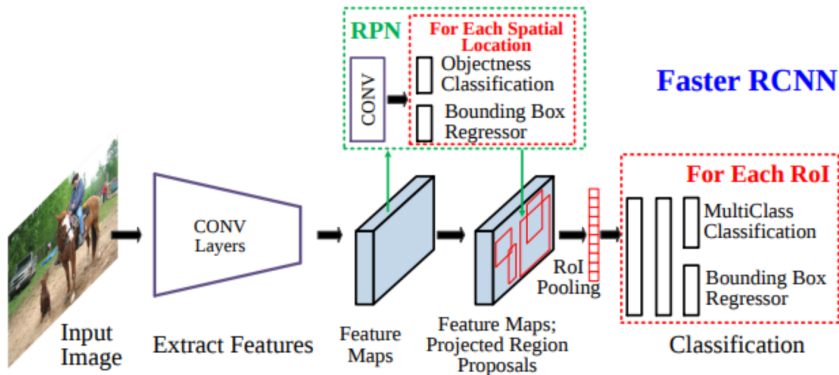 RPN
For Each Spatial
Location
CONV
Objectness
Classification
Bounding Box
Regressor
Faster RCNN
CONV
Layers
For Each RoI
MultiClass
Classification
Bounding Box
Regressor
RoI
Pooling
Input
Image
Extract Features
Feature
Maps
Feature Maps;
Projected Region
Proposals
Classification